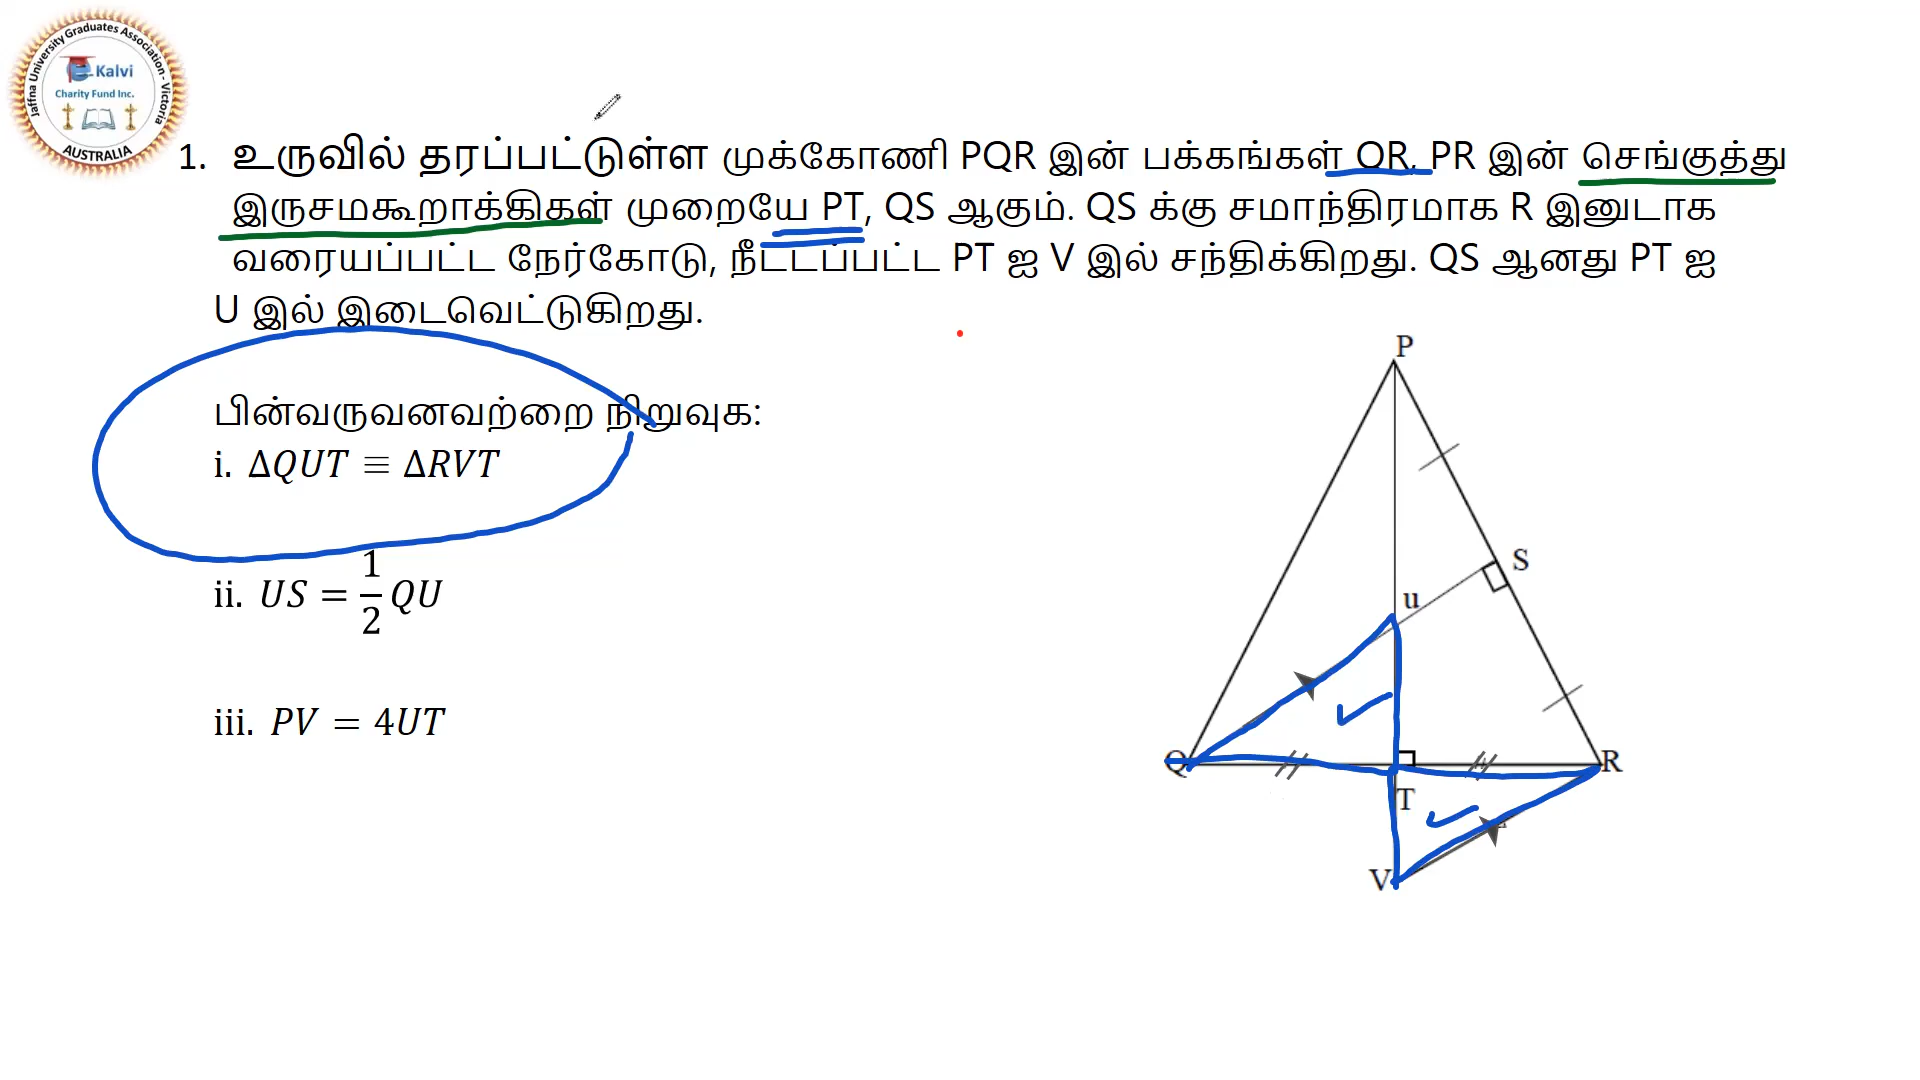 Jaffna University Graduates Association - Victoria
AUSTRALIA
eKalvi
Charity Fund Inc.
1. உருவில் தரப்பட்டுள்ள முக்கோணி PQR இன் பக்கங்கள் QR, PR இன் செங்குத்து
இருசமகூறாக்கிகள் முறையே PT, QS ஆகும். QS க்கு சமாந்திரமாக R இனுடாக
வரையப்பட்ட நேர்கோடு, நீட்டப்பட்ட PT ஐ V இல் சந்திக்கிறது. QS ஆனது PT ஐ
U இல் இடைவெட்டுகிறது.
பின்வருவனவற்றை நிறுவுக:
i. ΔQUT ≡ ΔRVT
ii. US = 1/2 QU
iii. PV = 4UT
P
S
u
Q
R
T
V